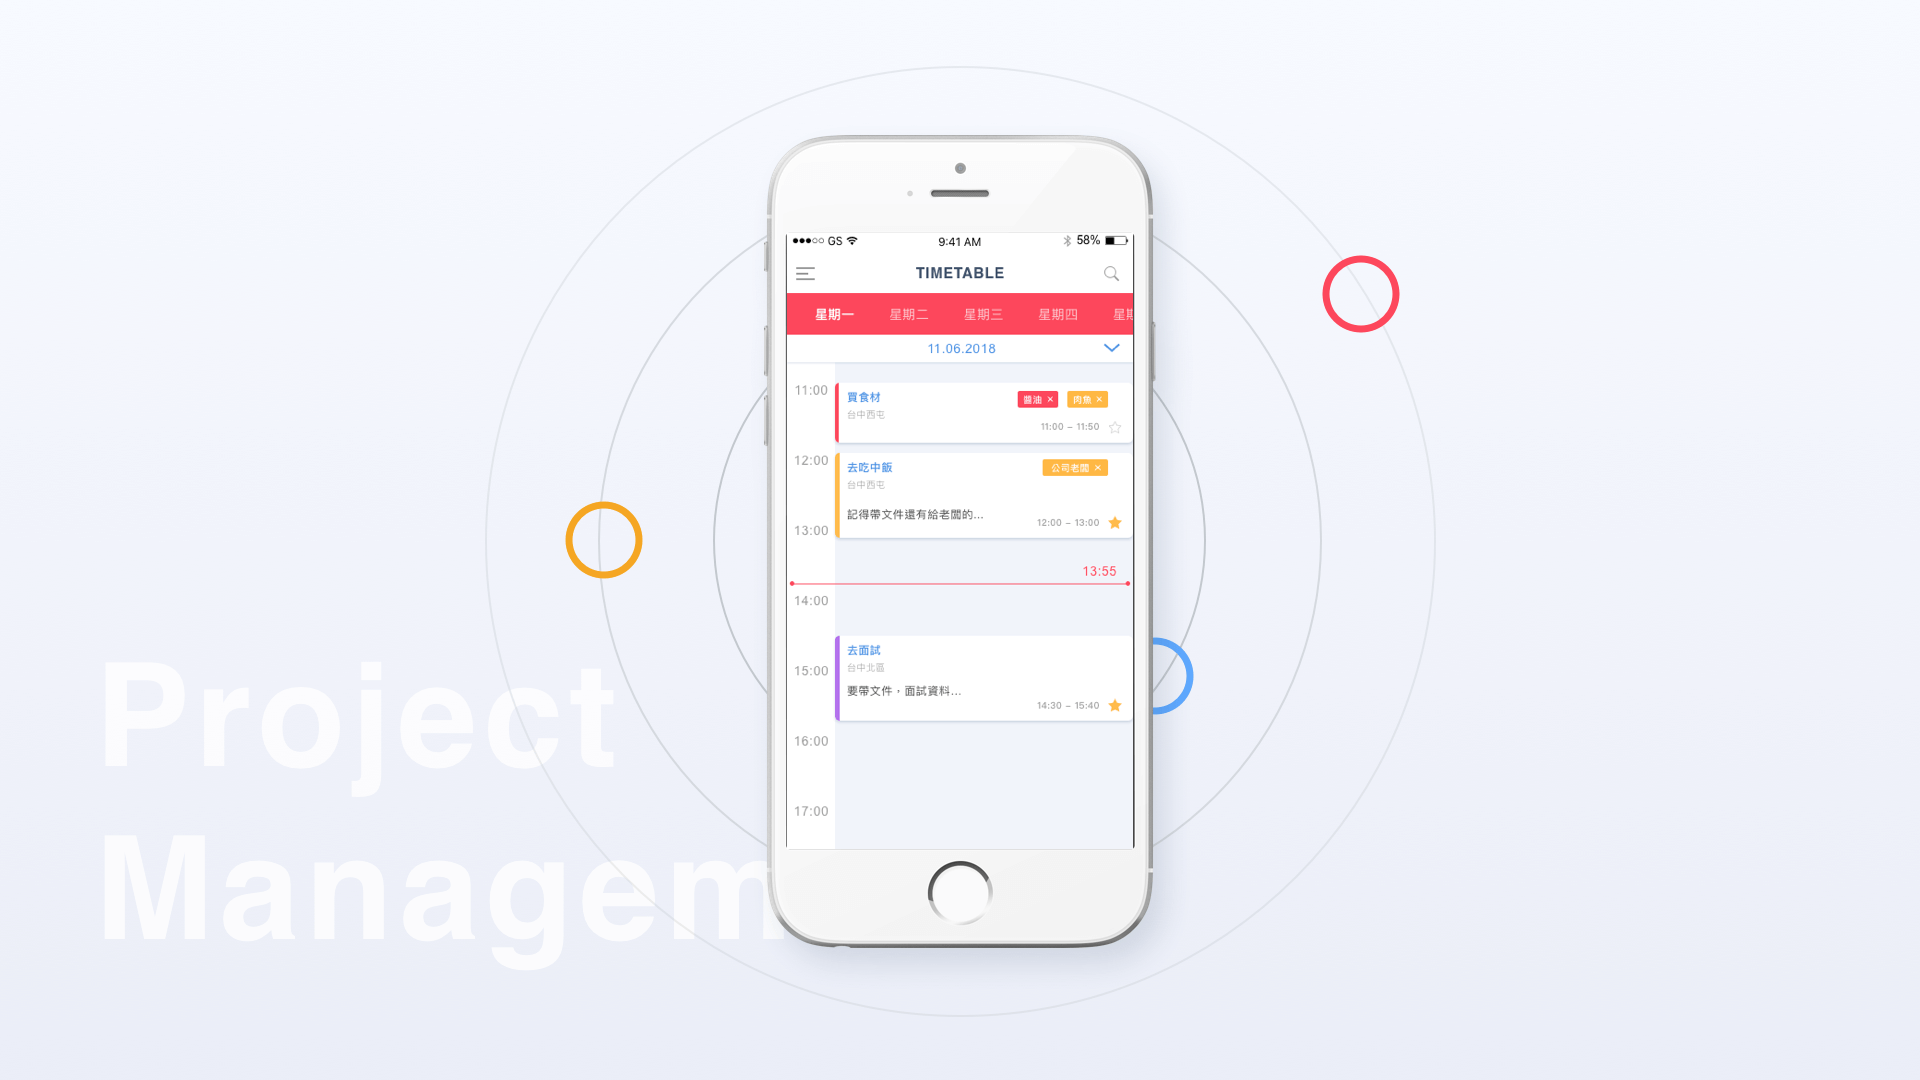 GS
9:41 AM
58%
TIMETABLE
星期一 星期二 星期三 星期四 星期
11.06.2018
11:00
買食材
醬油 × 肉魚 ×
台中西屯
11:00 – 11:50
12:00
去吃中飯
公司老闆 ×
台中西屯
記得帶文件還有給老闆的...
12:00 – 13:00
13:00
13:55
14:00
去面試
台中北區
15:00
要帶文件，面試資料...
14:30 – 15:40
16:00
17:00
Project
Managem